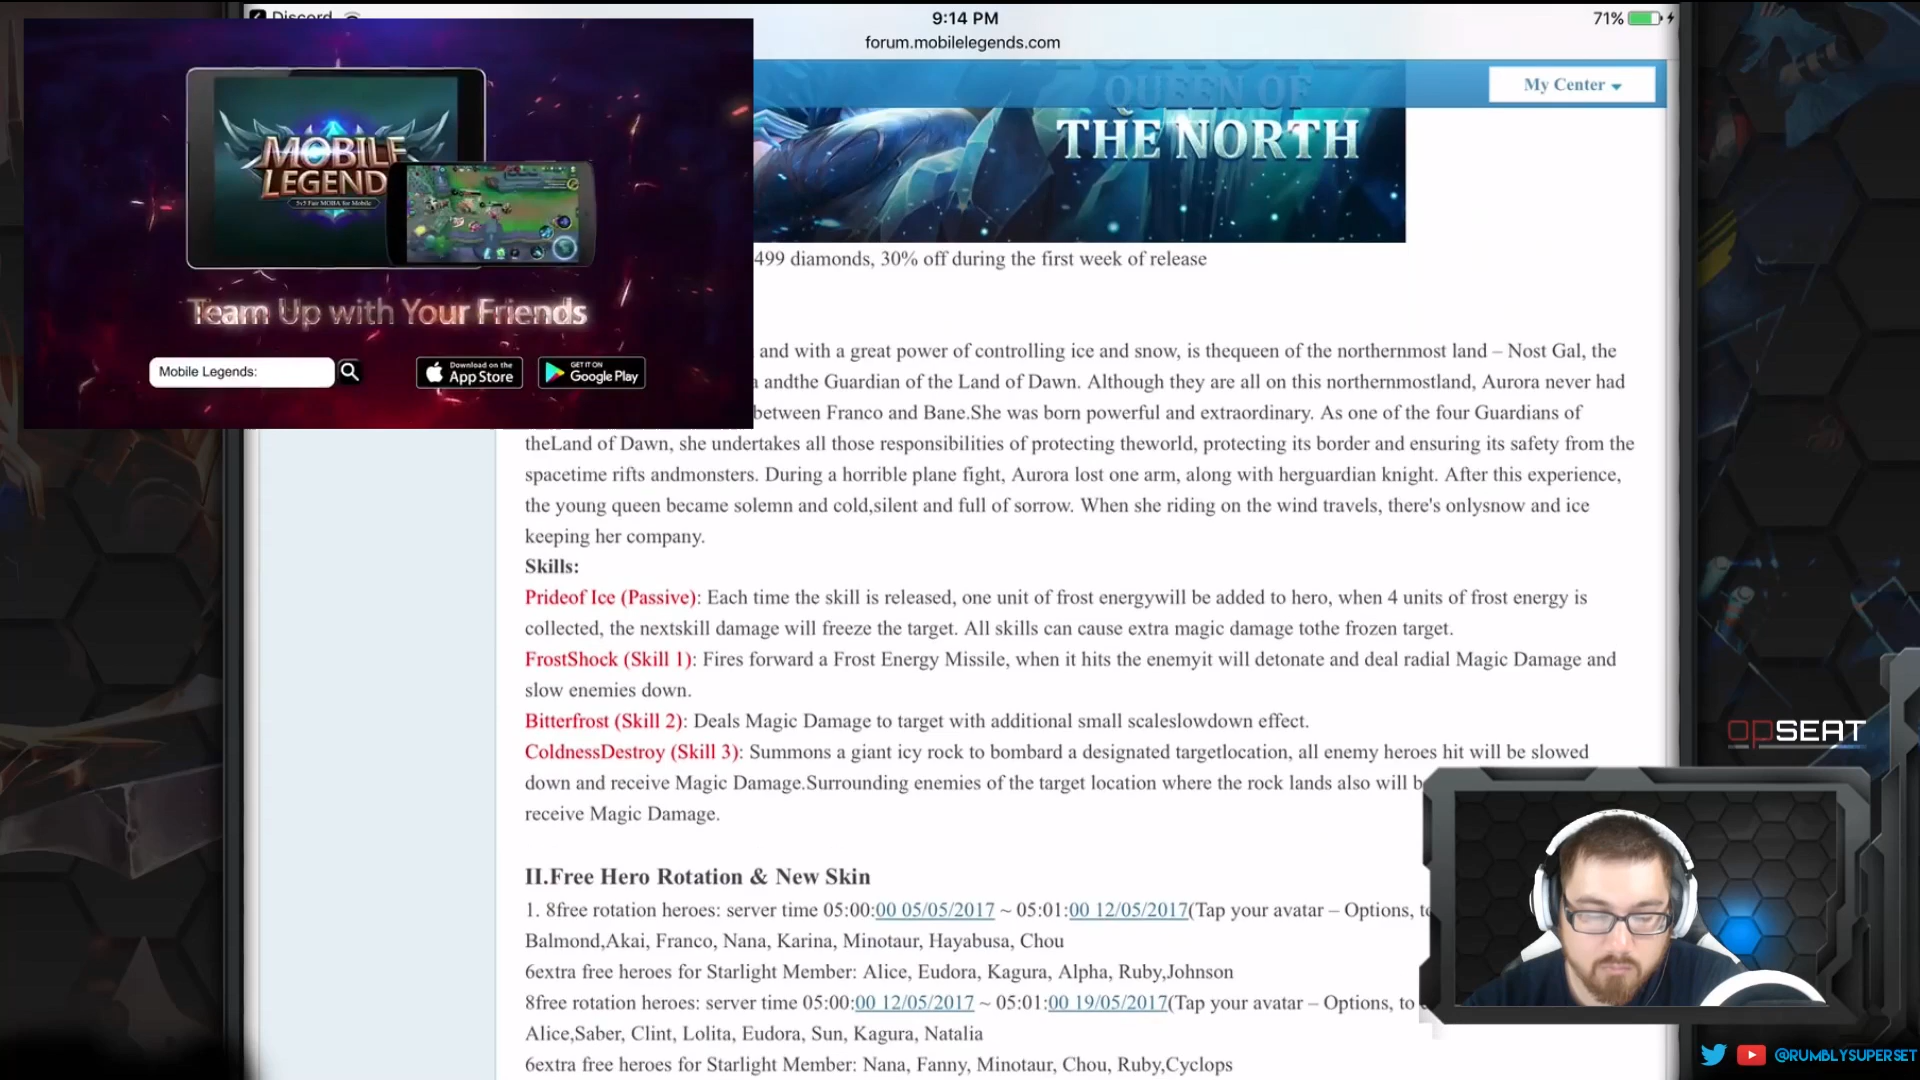 Discord
9:14 PM
71%
forum.mobilelegends.com
My Center
QUEEN OF
THE NORTH
MOBILE
LEGEND
5v5 Fair MOBA for Mobile
Team Up with Your Friends
Mobile Legends:
Download on the
App Store
GET IT ON
Google Play
499 diamonds, 30% off during the first week of release
and with a great power of controlling ice and snow, is thequeen of the northernmost land – Nost Gal, the
a andthe Guardian of the Land of Dawn. Although they are all on this northernmostland, Aurora never had
between Franco and Bane.She was born powerful and extraordinary. As one of the four Guardians of
theLand of Dawn, she undertakes all those responsibilities of protecting theworld, protecting its border and ensuring its safety from the
spacetime rifts andmonsters. During a horrible plane fight, Aurora lost one arm, along with herguardian knight. After this experience,
the young queen became solemn and cold,silent and full of sorrow. When she riding on the wind travels, there's onlysnow and ice
keeping her company.
Skills:
Prideof Ice (Passive): Each time the skill is released, one unit of frost energywill be added to hero, when 4 units of frost energy is
collected, the nextskill damage will freeze the target. All skills can cause extra magic damage tothe frozen target.
FrostShock (Skill 1): Fires forward a Frost Energy Missile, when it hits the enemyit will detonate and deal radial Magic Damage and
slow enemies down.
Bitterfrost (Skill 2): Deals Magic Damage to target with additional small scaleslowdown effect.
ColdnessDestroy (Skill 3): Summons a giant icy rock to bombard a designated targetlocation, all enemy heroes hit will be slowed
down and receive Magic Damage.Surrounding enemies of the target location where the rock lands also will b
receive Magic Damage.
II.Free Hero Rotation & New Skin
1. 8free rotation heroes: server time 05:00:00 05/05/2017 ~ 05:01:00 12/05/2017(Tap your avatar – Options, to
Balmond,Akai, Franco, Nana, Karina, Minotaur, Hayabusa, Chou
6extra free heroes for Starlight Member: Alice, Eudora, Kagura, Alpha, Ruby,Johnson
8free rotation heroes: server time 05:00:00 12/05/2017 ~ 05:01:00 19/05/2017(Tap your avatar – Options, to
Alice,Saber, Clint, Lolita, Eudora, Sun, Kagura, Natalia
6extra free heroes for Starlight Member: Nana, Fanny, Minotaur, Chou, Ruby,Cyclops
opSEAT
@RUMBLYSUPERSET